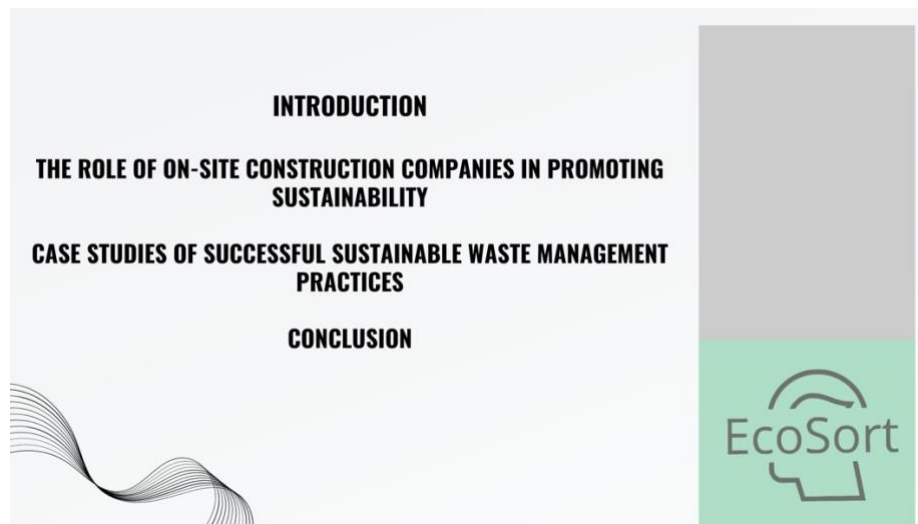 INTRODUCTION
THE ROLE OF ON-SITE CONSTRUCTION COMPANIES IN PROMOTING
SUSTAINABILITY
CASE STUDIES OF SUCCESSFUL SUSTAINABLE WASTE MANAGEMENT
PRACTICES
CONCLUSION
EcoSort